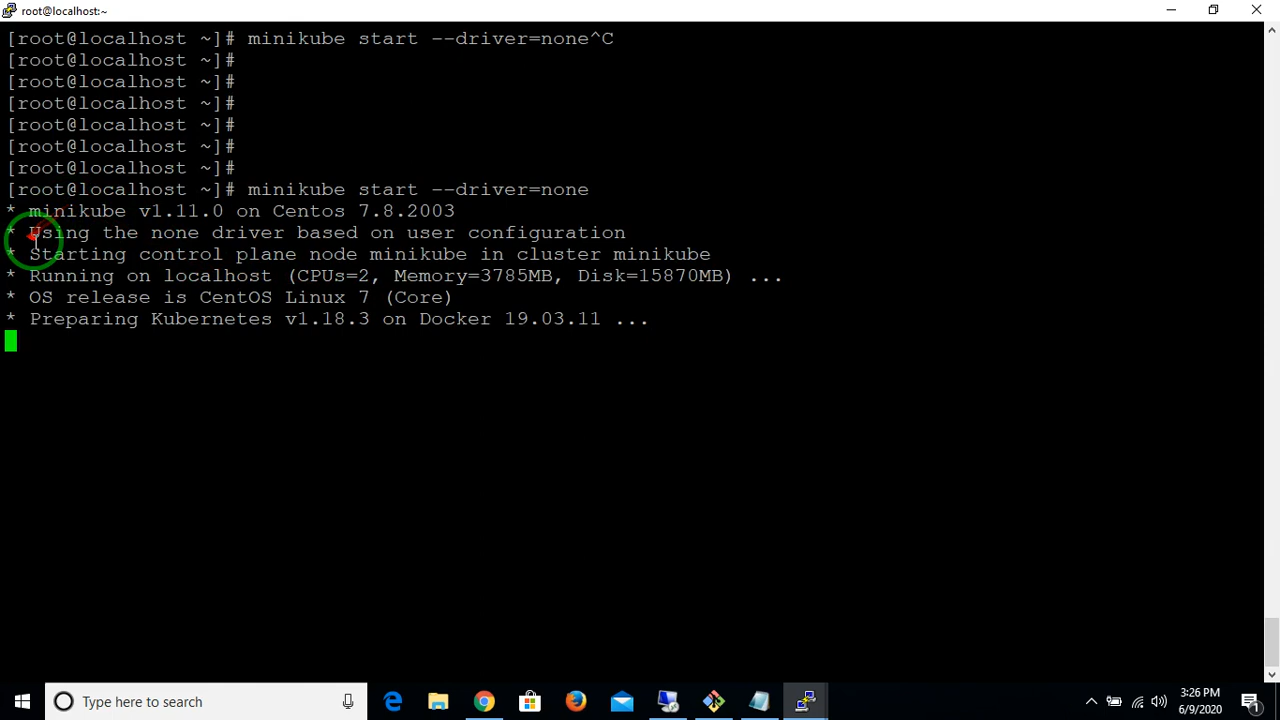 root@localhost:~
[root@localhost ~]# minikube start --driver=none^C
[root@localhost ~]#
[root@localhost ~]#
[root@localhost ~]#
[root@localhost ~]#
[root@localhost ~]#
[root@localhost ~]#
[root@localhost ~]# minikube start --driver=none
* minikube v1.11.0 on Centos 7.8.2003
* Using the none driver based on user configuration
* Starting control plane node minikube in cluster minikube
* Running on localhost (CPUs=2, Memory=3785MB, Disk=15870MB) ...
* OS release is CentOS Linux 7 (Core)
* Preparing Kubernetes v1.18.3 on Docker 19.03.11 ...
Type here to search
3:26 PM
6/9/2020
1